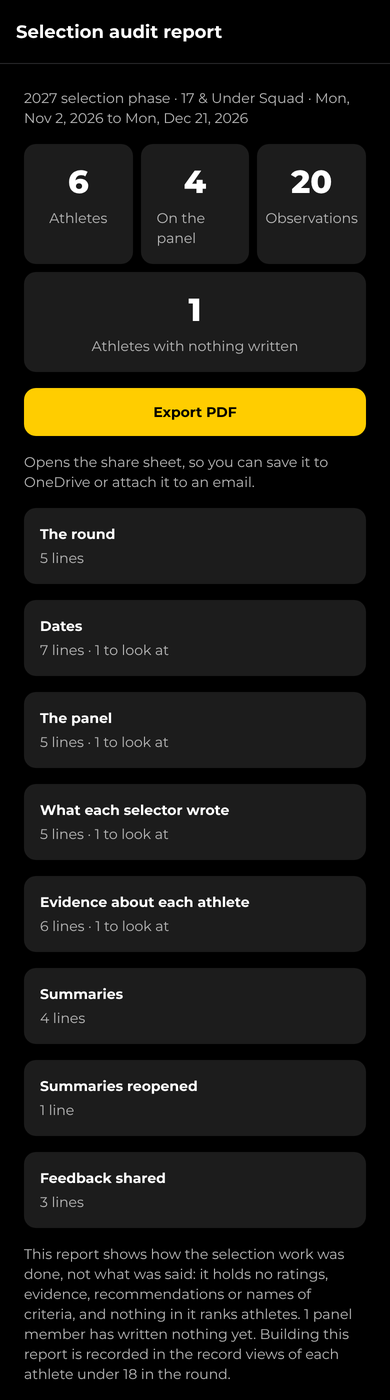 Selection audit report
2027 selection phase · 17 & Under Squad · Mon,
Nov 2, 2026 to Mon, Dec 21, 2026
6
Athletes
4
On the
panel
20
Observations
1
Athletes with nothing written
Export PDF
Opens the share sheet, so you can save it to
OneDrive or attach it to an email.
The round
5 lines
Dates
7 lines · 1 to look at
The panel
5 lines · 1 to look at
What each selector wrote
5 lines · 1 to look at
Evidence about each athlete
6 lines · 1 to look at
Summaries
4 lines
Summaries reopened
1 line
Feedback shared
3 lines
This report shows how the selection work was
done, not what was said: it holds no ratings,
evidence, recommendations or names of
criteria, and nothing in it ranks athletes. 1 panel
member has written nothing yet. Building this
report is recorded in the record views of each
athlete under 18 in the round.